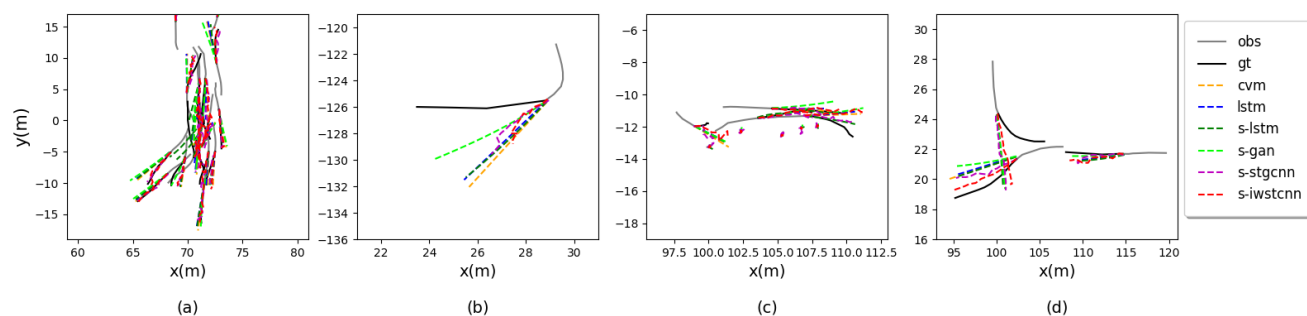 15
10
5
0
−5
−10
−15
60 65 70 75 80
y(m)
x(m)
(a)
−120
−122
−124
−126
−128
−130
−132
−134
−136
22 24 26 28 30
x(m)
(b)
−6
−8
−10
−12
−14
−16
−18
97.5 100.0 102.5 105.0 107.5 110.0 112.5
x(m)
(c)
30
28
26
24
22
20
18
16
95 100 105 110 115 120
x(m)
(d)
obs
gt
cvm
lstm
s-lstm
s-gan
s-stgcnn
s-iwstcnn